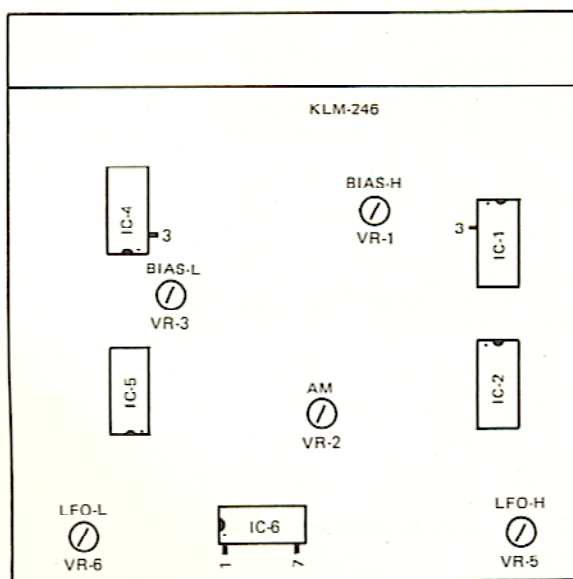 KLM-246
BIAS-H
VR-1
IC-4
3
3
IC-1
BIAS-L
VR-3
IC-5
AM
VR-2
IC-2
LFO-L
VR-6
IC-6
1
7
LFO-H
VR-5